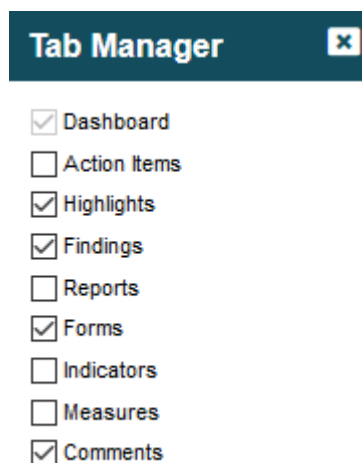 Tab Manager
Dashboard
Action Items
Highlights
Findings
Reports
Forms
Indicators
Measures
Comments